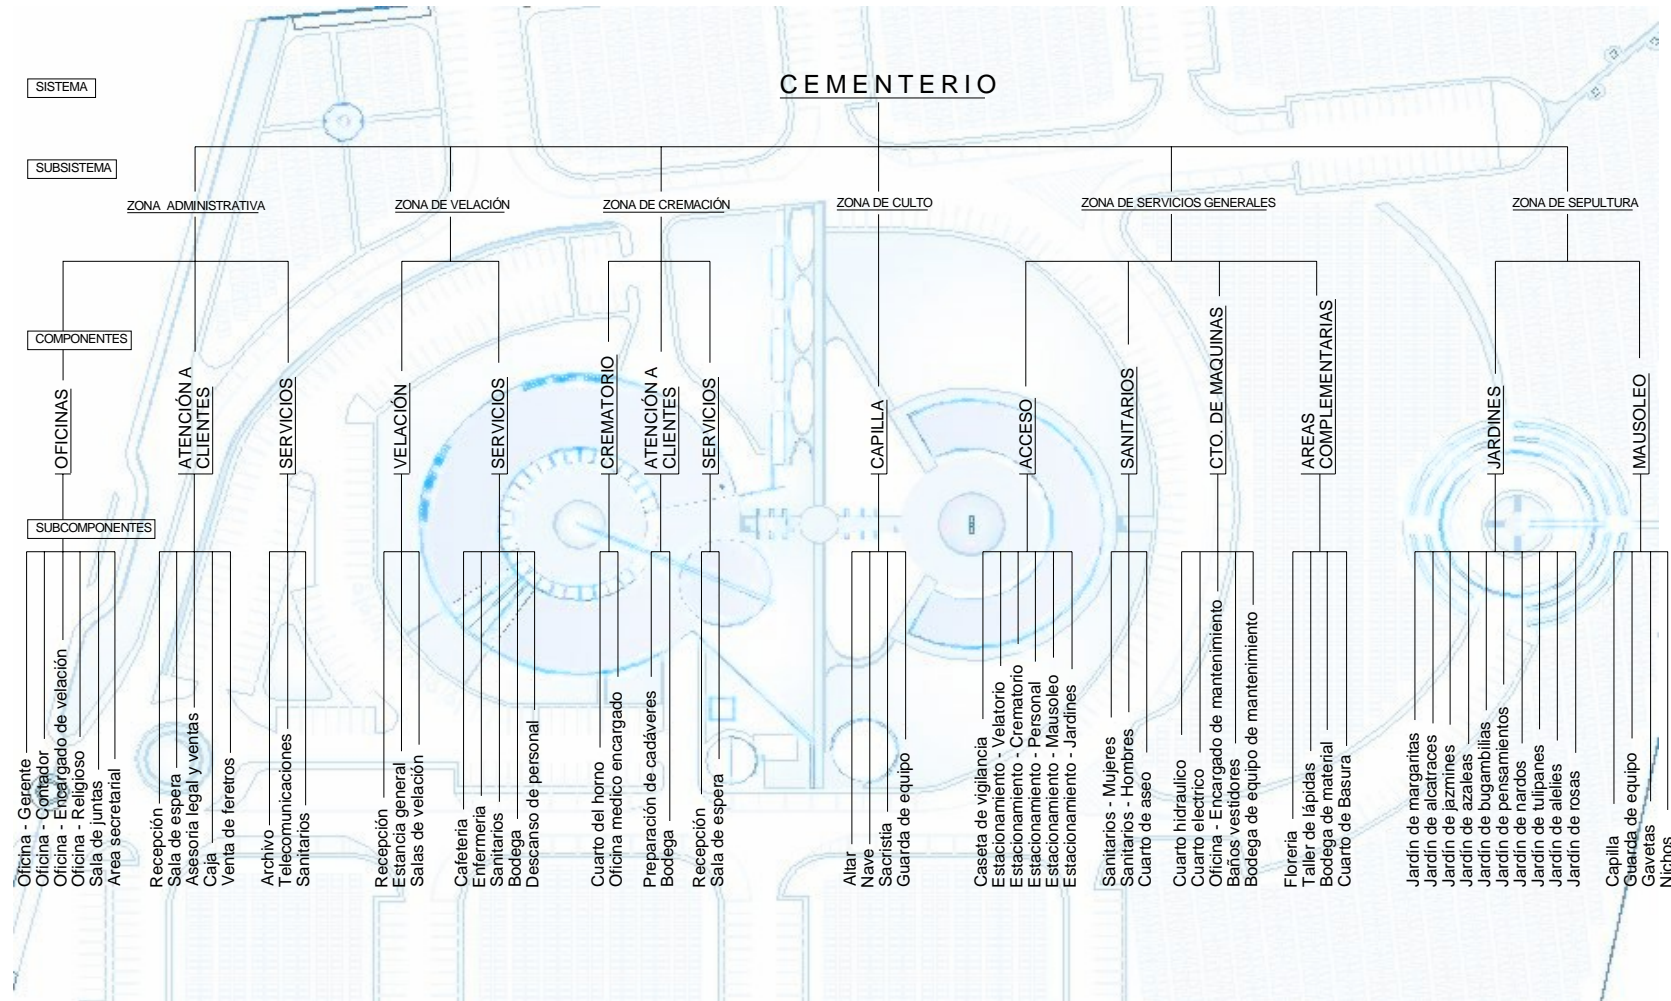 SISTEMA
CEMENTERIO
SUBSISTEMA
ZONA ADMINISTRATIVA
ZONA DE VELACIÓN
ZONA DE CREMACIÓN
ZONA DE CULTO
ZONA DE SERVICIOS GENERALES
ZONA DE SEPULTURA
COMPONENTES
OFICINAS
ATENCIÓN A
CLIENTES
SERVICIOS
VELACIÓN
SERVICIOS
CREMATORIO
ATENCIÓN A
CLIENTES
SERVICIOS
CAPILLA
ACCESO
SANITARIOS
CTO. DE MAQUINAS
AREAS
COMPLEMENTARIAS
JARDINES
MAUSOLEO
SUBCOMPONENTES
Oficina - Gerente
Oficina - Contador
Oficina - Encargado de velación
Oficina - Religioso
Sala de juntas
Area secretarial
Recepción
Sala de espera
Asesoría legal y ventas
Caja
Venta de feretros
Archivo
Telecomunicaciones
Sanitarios
Recepción
Estancia general
Salas de velación
Cafeteria
Enfermería
Sanitarios
Bodega
Descanso de personal
Cuarto del horno
Oficina medico encargado
Preparación de cadáveres
Bodega
Recepción
Sala de espera
Altar
Nave
Sacristia
Guarda de equipo
Caseta de vigilancia
Estacionamiento - Velatorio
Estacionamiento - Crematorio
Estacionamiento - Personal
Estacionamiento - Mausoleo
Estacionamiento - Jardines
Sanitarios - Mujeres
Sanitarios - Hombres
Cuarto de aseo
Cuarto hidraulico
Cuarto electrico
Oficina - Encargado de mantenimiento
Baños vestidores
Bodega de equipo de mantenimiento
Florería
Taller de lápidas
Bodega de material
Cuarto de Basura
Jardín de margaritas
Jardín de alcatraces
Jardín de jazmines
Jardín de azaleas
Jardín de bugambilias
Jardín de pensamientos
Jardín de nardos
Jardín de tulipanes
Jardín de alelies
Jardín de rosas
Capilla
Guarda de equipo
Gavetas
Nichos